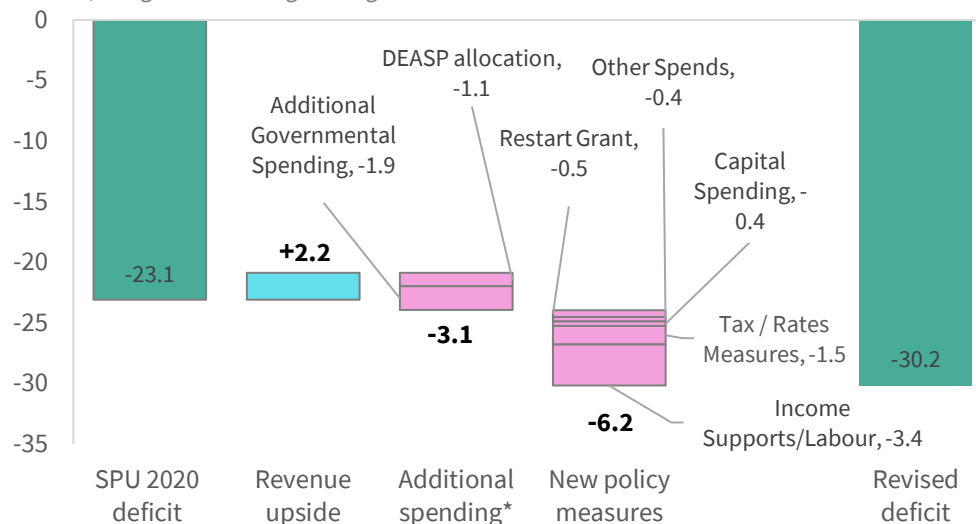 0
-5
-10
-15
-20
-25
-30
-35
DEASP allocation,
-1.1
Other Spends,
-0.4
Additional
Governmental
Spending, -1.9
Restart Grant,
-0.5
Capital
Spending, -
0.4
+2.2
-23.1
-3.1
Tax / Rates
Measures, -1.5
-30.2
-6.2
Income
Supports/Labour, -3.4
SPU 2020
deficit
Revenue
upside
Additional
spending*
New policy
measures
Revised
deficit